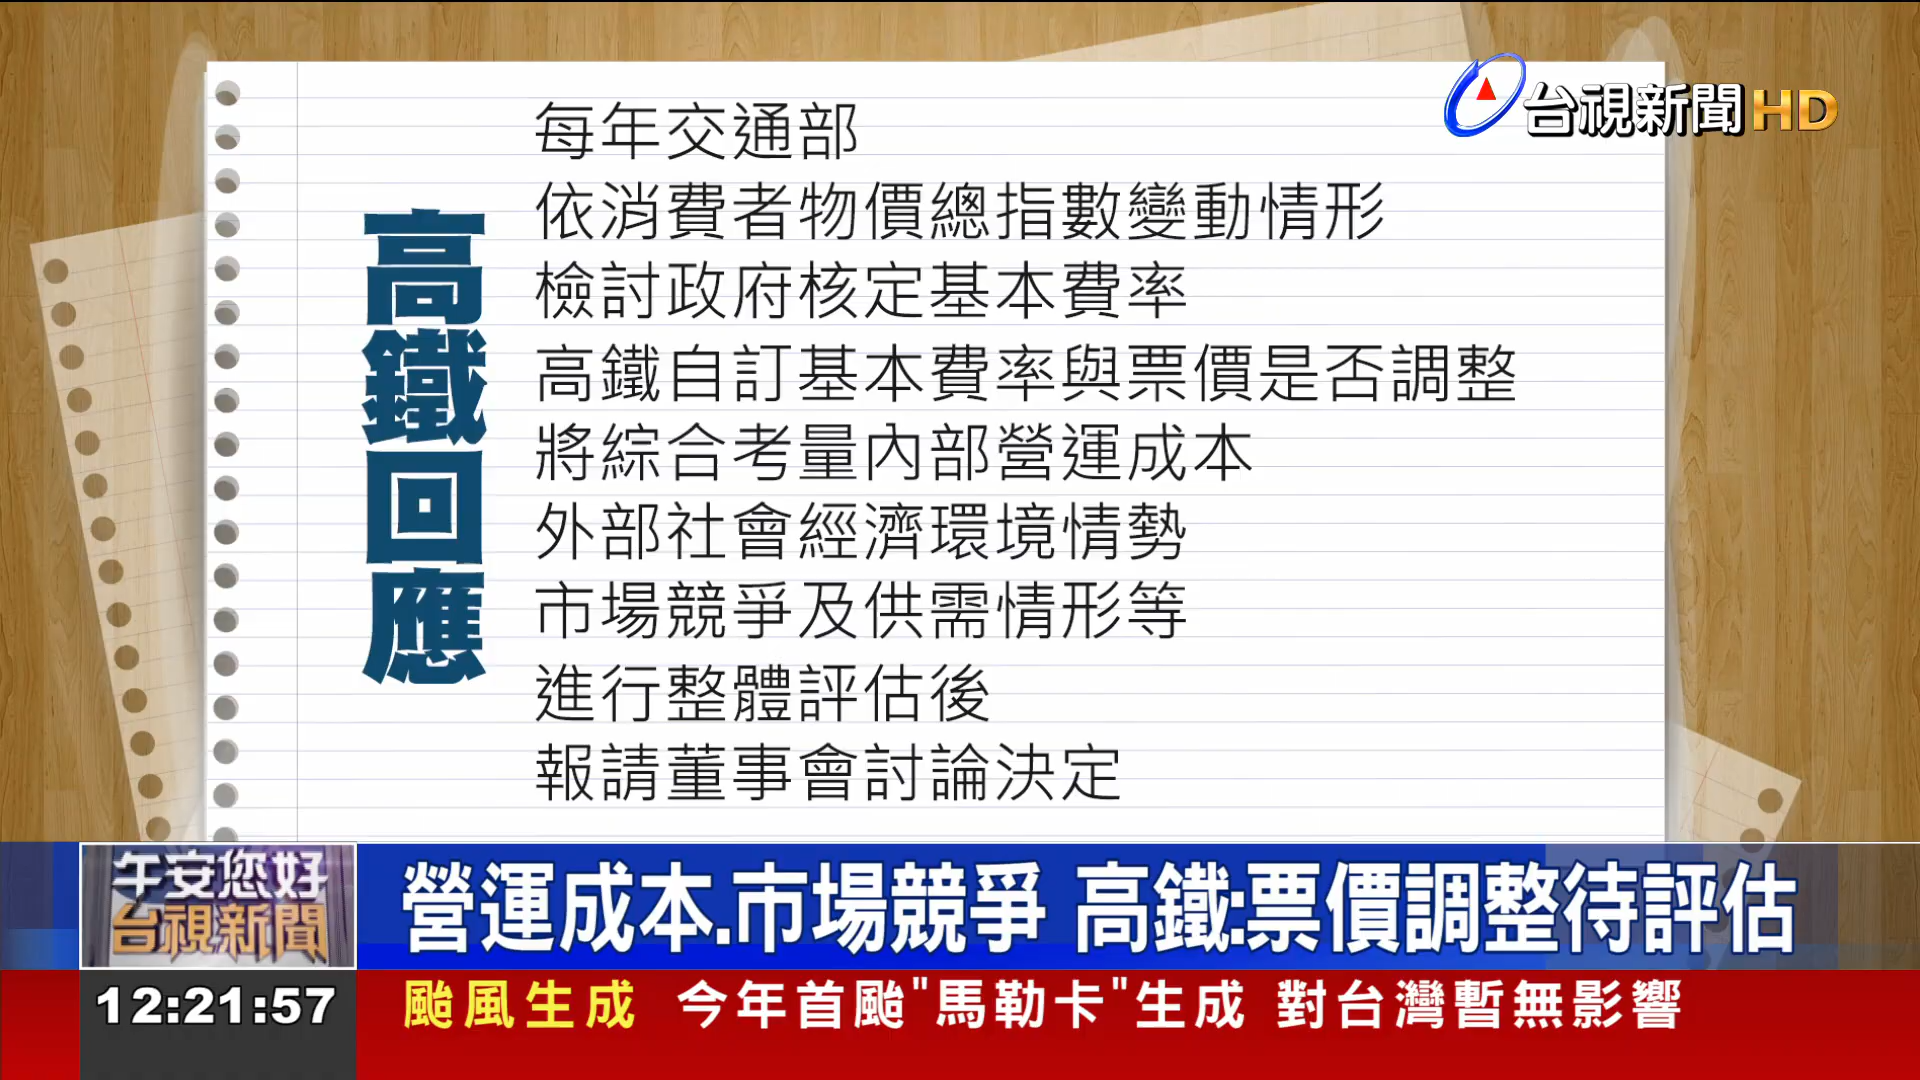 台視新聞HD
高鐵回應
每年交通部
依消費者物價總指數變動情形
檢討政府核定基本費率
高鐵自訂基本費率與票價是否調整
將綜合考量內部營運成本
外部社會經濟環境情勢
市場競爭及供需情形等
進行整體評估後
報請董事會討論決定
午安您好
台視新聞
營運成本.市場競爭 高鐵:票價調整待評估
12:21:57
颱風生成 今年首颱"馬勒卡"生成 對台灣暫無影響